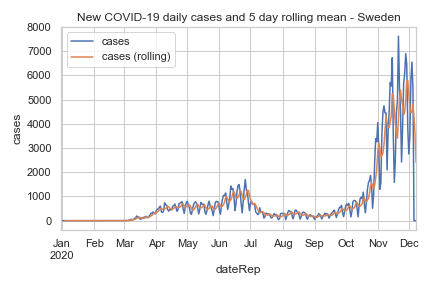 New COVID-19 daily cases and 5 day rolling mean - Sweden
cases
cases (rolling)
8000
7000
6000
5000
4000
3000
2000
1000
0
cases
Jan Feb Mar Apr May Jun Jul Aug Sep Oct Nov Dec
2020
dateRep